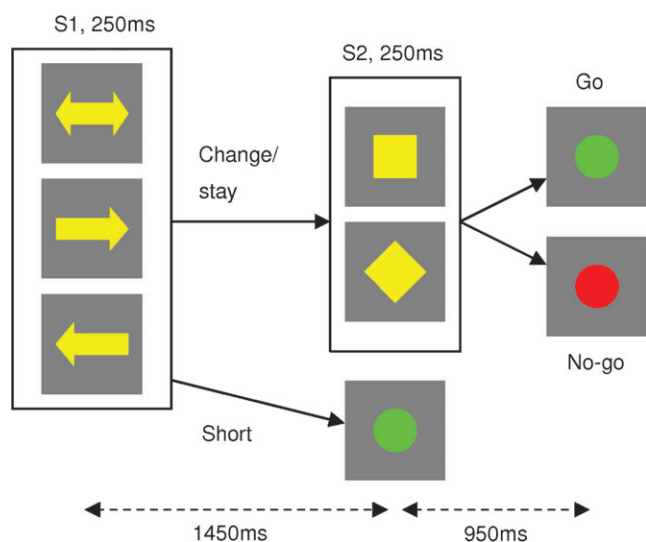 S1, 250ms
S2, 250ms
Go
Change/
stay
No-go
Short
1450ms
950ms